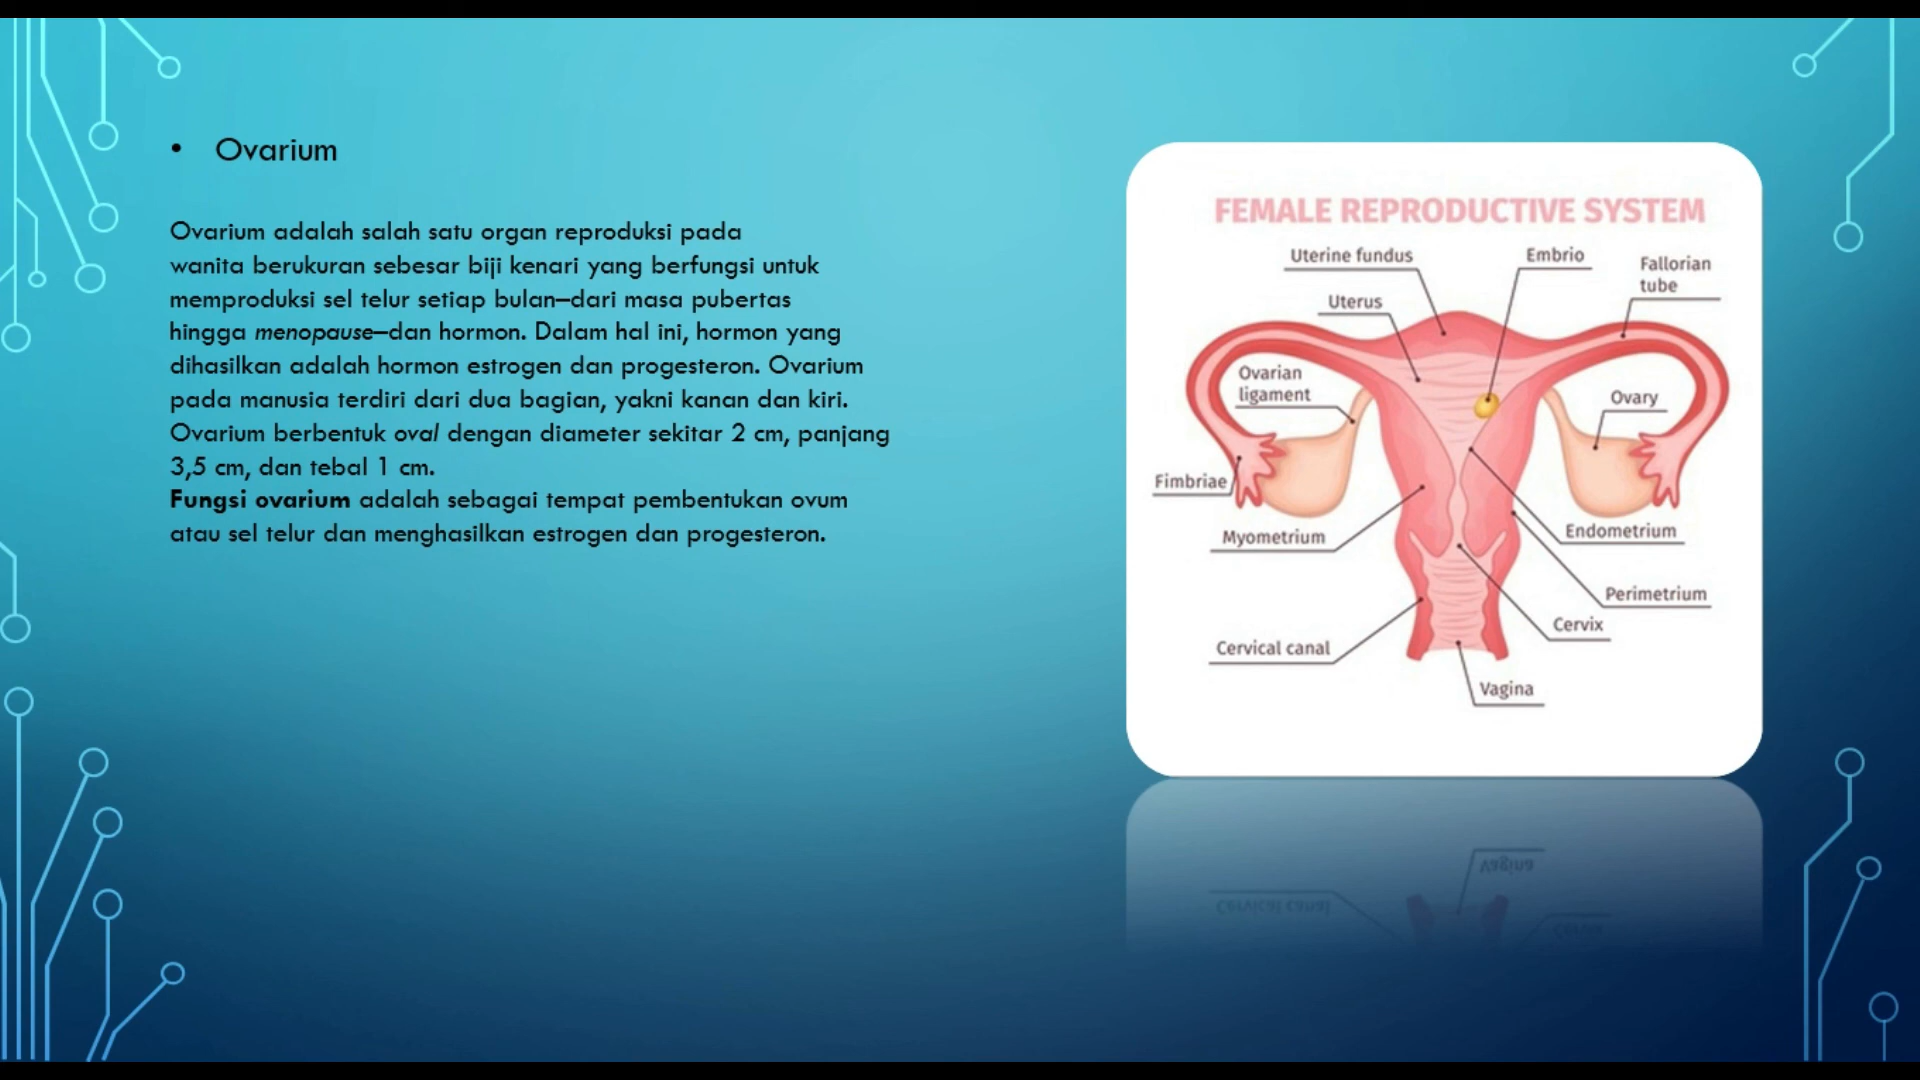 • Ovarium
Ovarium adalah salah satu organ reproduksi pada
wanita berukuran sebesar biji kenari yang berfungsi untuk
memproduksi sel telur setiap bulan—dari masa pubertas
hingga menopause—dan hormon. Dalam hal ini, hormon yang
dihasilkan adalah hormon estrogen dan progesteron. Ovarium
pada manusia terdiri dari dua bagian, yakni kanan dan kiri.
Ovarium berbentuk oval dengan diameter sekitar 2 cm, panjang
3,5 cm, dan tebal 1 cm.
Fungsi ovarium adalah sebagai tempat pembentukan ovum
atau sel telur dan menghasilkan estrogen dan progesteron.
FEMALE REPRODUCTIVE SYSTEM
Uterine fundus
Embrio
Fallorian
tube
Uterus
Ovarian
ligament
Ovary
Fimbriae
Myometrium
Endometrium
Perimetrium
Cervix
Cervical canal
Vagina